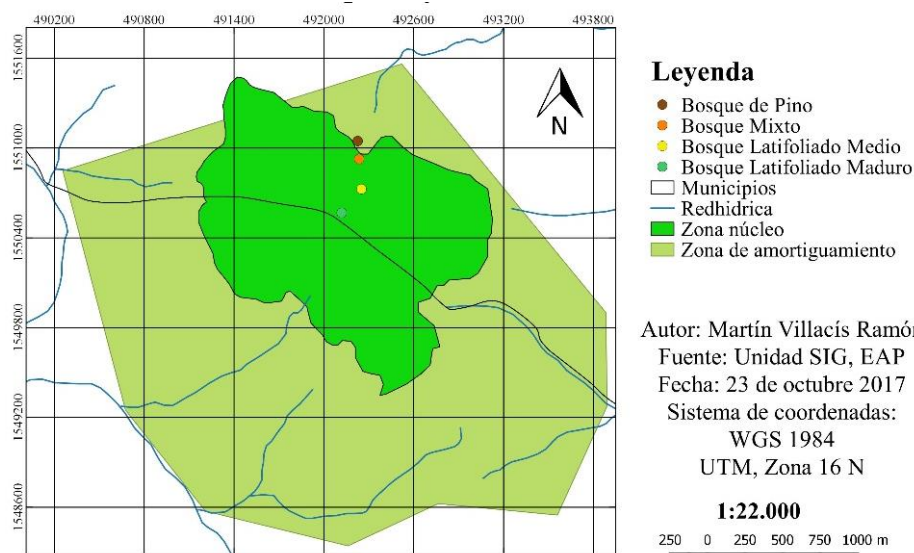 490200 490800 491400 492000 492600 493200 493800
1551600
1551000
1550400
1549800
1549200
1548600
N
Leyenda
Bosque de Pino
Bosque Mixto
Bosque Latifoliado Medio
Bosque Latifoliado Maduro
Municipios
Redhidrica
Zona núcleo
Zona de amortiguamiento
Autor: Martín Villacís Ramón
Fuente: Unidad SIG, EAP
Fecha: 23 de octubre 2017
Sistema de coordenadas:
WGS 1984
UTM, Zona 16 N
1:22.000
250 0 250 500 750 1000 m